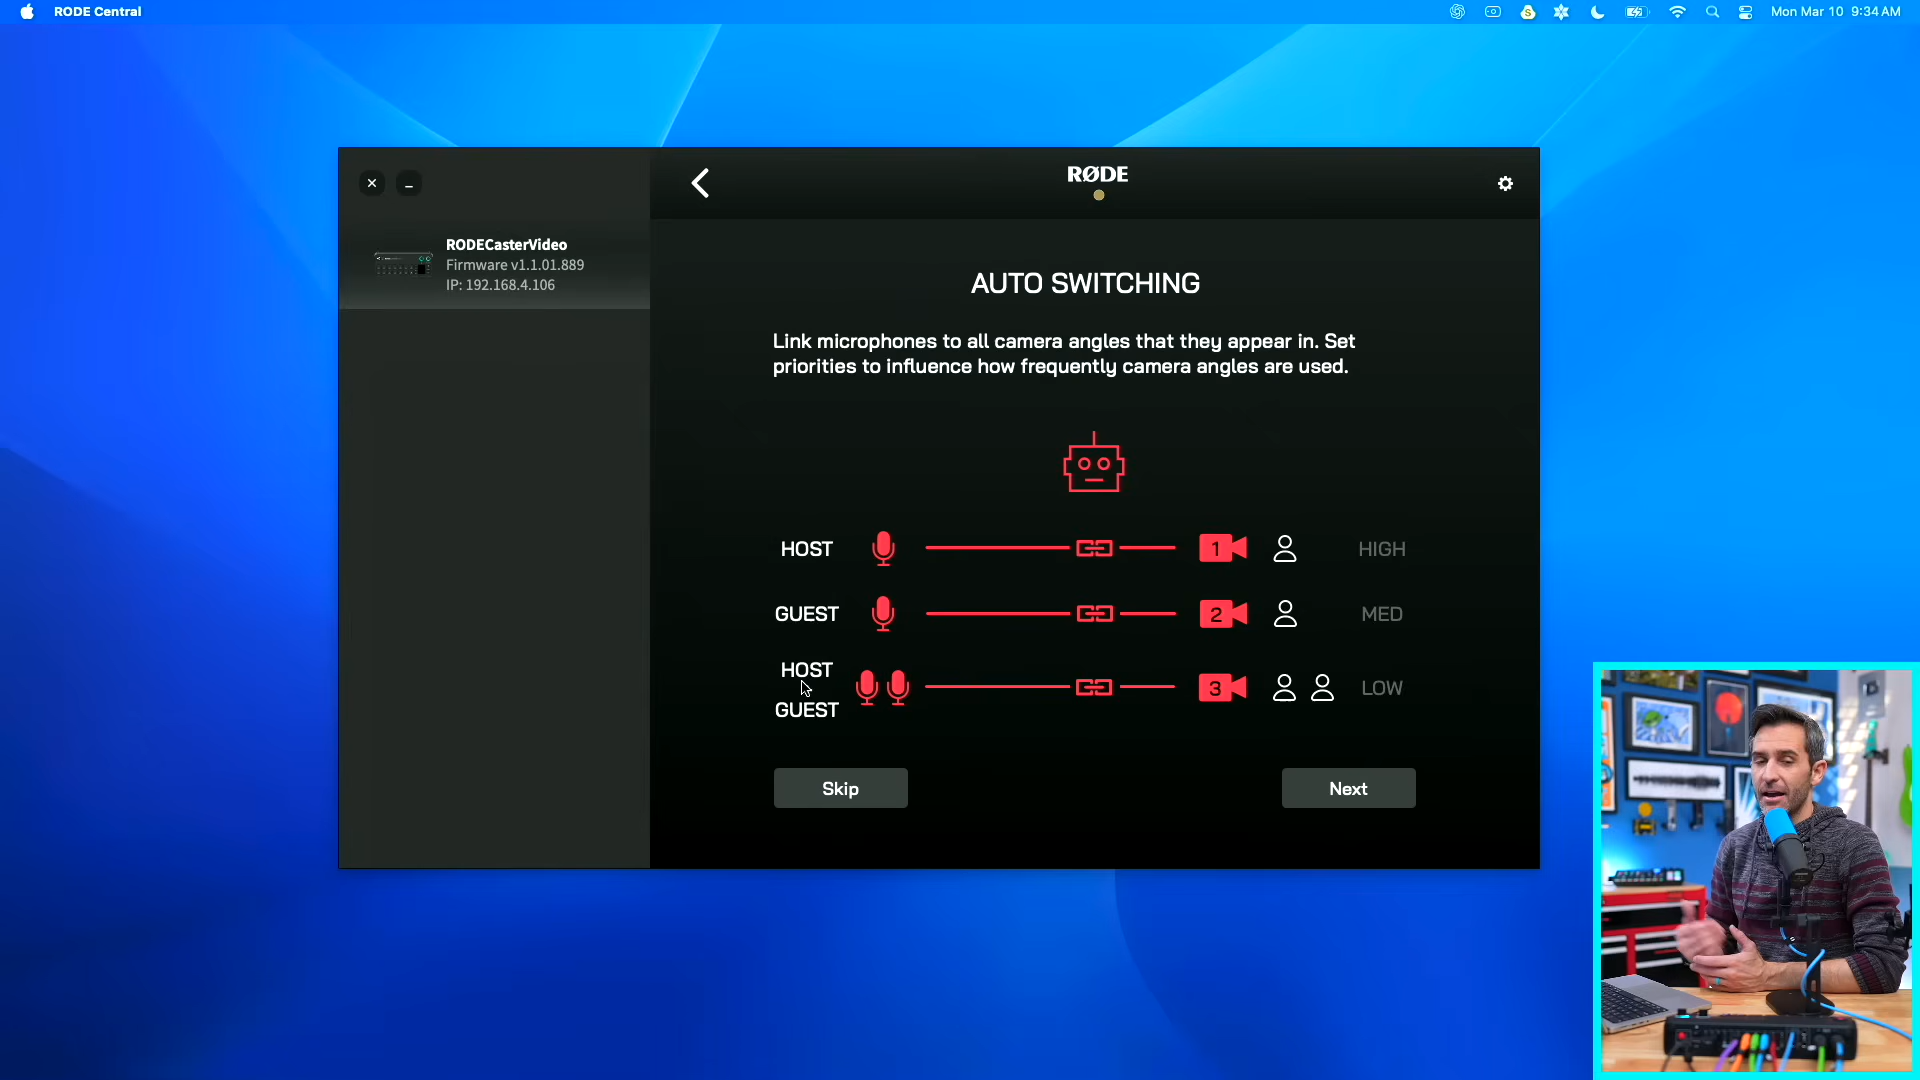 RODE Central
Mon Mar 10 9:34 AM
RØDE
RODECasterVideo
Firmware v1.1.01.889
IP: 192.168.4.106
AUTO SWITCHING
Link microphones to all camera angles that they appear in. Set
priorities to influence how frequently camera angles are used.
HOST 1 HIGH
GUEST 2 MED
HOST
GUEST 3 LOW
Skip
Next